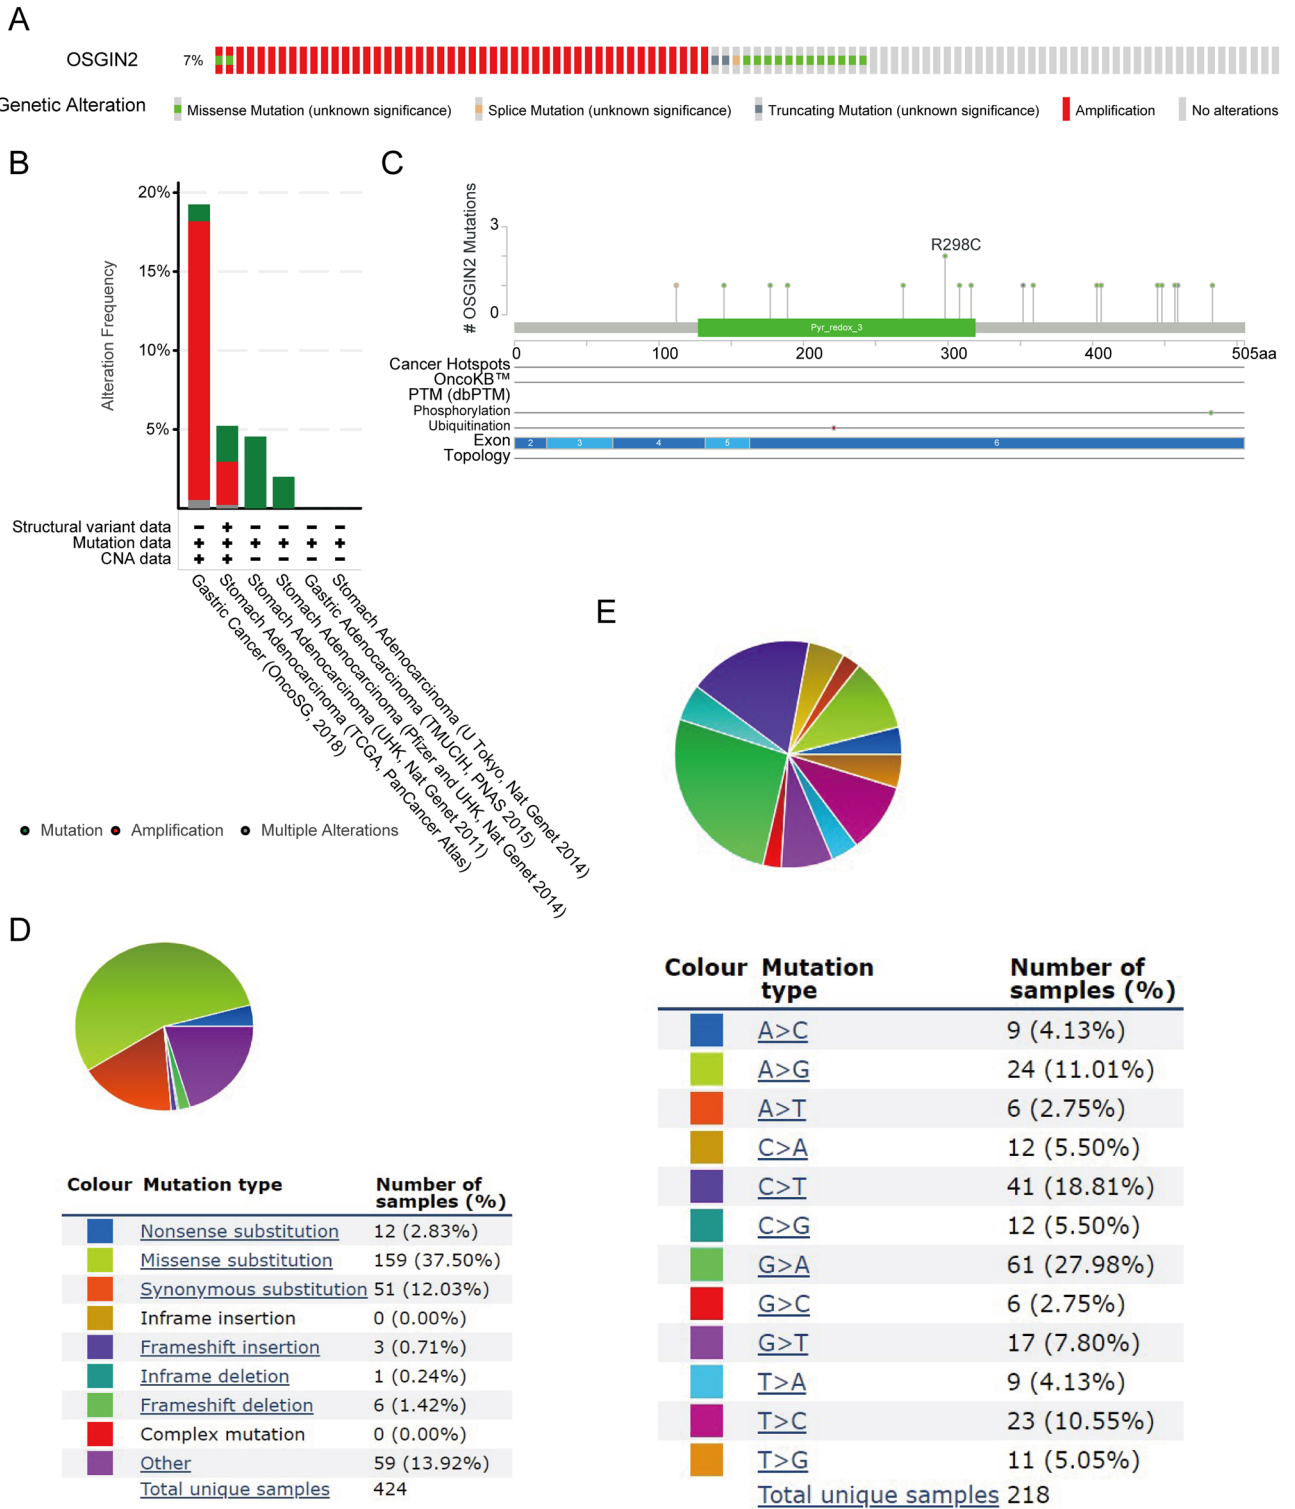 A
OSGIN2 7%
Genetic Alteration Missense Mutation (unknown significance) Splice Mutation (unknown significance) Truncating Mutation (unknown significance) Amplification No alterations
B
Alteration Frequency
20%
15%
10%
5%
Structural variant data - + - - - -
Mutation data + + + + + +
CNA data + + - - - -
Gastric Cancer (OncoSG, 2018)
Stomach Adenocarcinoma (TCGA, PanCancer Atlas)
Stomach Adenocarcinoma (UHK, Nat Genet 2011)
Stomach Adenocarcinoma (Pfizer and UHK, Nat Genet 2014)
Gastric Adenocarcinoma (TMUCIH, PNAS 2015)
Stomach Adenocarcinoma (U Tokyo, Nat Genet 2014)
Mutation Amplification Multiple Alterations
C
# OSGIN2 Mutations
3
0
R298C
Pyr_redox_3
0 100 200 300 400 505aa
Cancer Hotspots
OncoKB™
PTM (dbPTM)
Phosphorylation
Ubiquitination
Exon 2 3 4 5 6
Topology
D
Colour Mutation type Number of
samples (%)
Nonsense substitution 12 (2.83%)
Missense substitution 159 (37.50%)
Synonymous substitution 51 (12.03%)
Inframe insertion 0 (0.00%)
Frameshift insertion 3 (0.71%)
Inframe deletion 1 (0.24%)
Frameshift deletion 6 (1.42%)
Complex mutation 0 (0.00%)
Other 59 (13.92%)
Total unique samples 424
E
Colour Mutation Number of
type samples (%)
A>C 9 (4.13%)
A>G 24 (11.01%)
A>T 6 (2.75%)
C>A 12 (5.50%)
C>T 41 (18.81%)
C>G 12 (5.50%)
G>A 61 (27.98%)
G>C 6 (2.75%)
G>T 17 (7.80%)
T>A 9 (4.13%)
T>C 23 (10.55%)
T>G 11 (5.05%)
Total unique samples 218